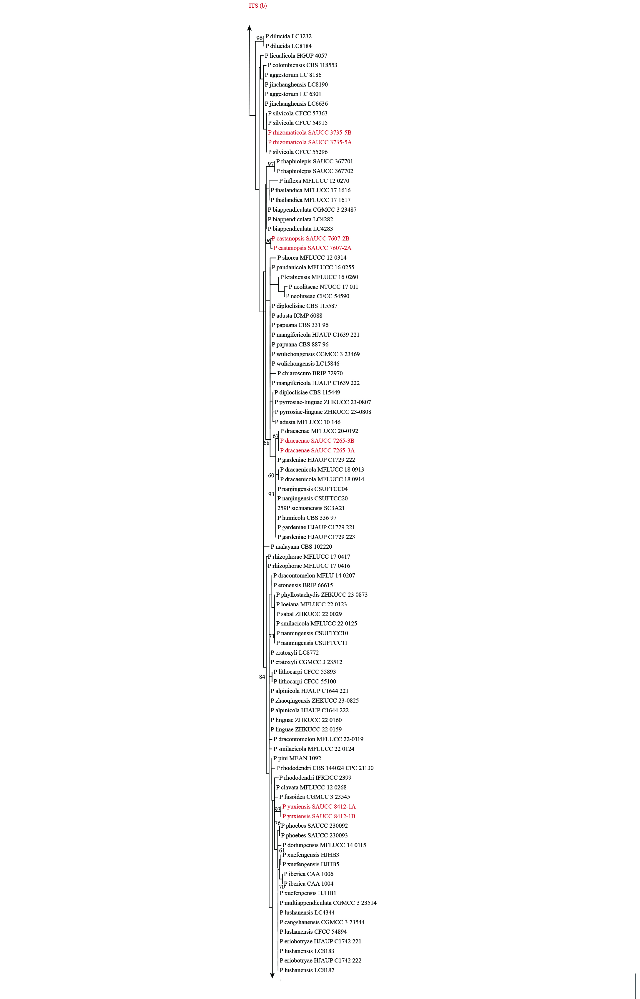 ITS (b)
96
P dilucida LC3232
P dilucida LC8184
P licualicola HGUP 4057
P colombiensis CBS 118553
P aggestorum LC 8186
P jinchanghensis LC8190
P aggestorum LC 6301
P jinchanghensis LC6636
P silvicola CFCC 57363
P silvicola CFCC 54915
P rhizomaticola SAUCC 3735-5B
P rhizomaticola SAUCC 3735-5A
P silvicola CFCC 55296
97
P rhaphiolepis SAUCC 367701
P rhaphiolepis SAUCC 367702
P inflexa MFLUCC 12 0270
P thailandica MFLUCC 17 1616
P thailandica MFLUCC 17 1617
P biappendiculata CGMCC 3 23487
P biappendiculata LC4282
P biappendiculata LC4283
96
P castanopsis SAUCC 7607-2B
P castanopsis SAUCC 7607-2A
P shorea MFLUCC 12 0314
P pandanicola MFLUCC 16 0255
P krabiensis MFLUCC 16 0260
P neolitseae NTUCC 17 011
P neolitseae CFCC 54590
P diploclisiae CBS 115587
P adusta ICMP 6088
P papuana CBS 331 96
P mangifericola HJAUP C1639 221
P papuana CBS 887 96
P wulichongensis CGMCC 3 23469
P wulichongensis LC15846
P chiaroscuro BRIP 72970
P mangifericola HJAUP C1639 222
P diploclisiae CBS 115449
P pyrrosiae-linguae ZHKUCC 23-0807
P pyrrosiae-linguae ZHKUCC 23-0808
P adusta MFLUCC 10 146
P dracaenae MFLUCC 20-0192
67
P dracaenae SAUCC 7265-3B
68
P dracaenae SAUCC 7265-3A
P gardeniae HJAUP C1729 222
P dracaenicola MFLUCC 18 0913
60
P dracaenicola MFLUCC 18 0914
P nanjingensis CSUFTCC04
93
P nanjingensis CSUFTCC20
259P sichuanensis SC3A21
P humicola CBS 336 97
P gardeniae HJAUP C1729 221
P gardeniae HJAUP C1729 223
P malayana CBS 102220
P rhizophorae MFLUCC 17 0417
P rhizophorae MFLUCC 17 0416
P dracontomelon MFLU 14 0207
P etonensis BRIP 66615
P phyllostachydis ZHKUCC 23 0873
P loeiana MFLUCC 22 0123
P sabal ZHKUCC 22 0029
P smilacicola MFLUCC 22 0125
P nanningensis CSUFTCC10
71
P nanningensis CSUFTCC11
P cratoxyli LC8772
P cratoxyli CGMCC 3 23512
P lithocarpi CFCC 55893
84
P lithocarpi CFCC 55100
P alpinicola HJAUP C1644 221
P zhaoqingensis ZHKUCC 23-0825
P alpinicola HJAUP C1644 222
P linguae ZHKUCC 22 0160
P linguae ZHKUCC 22 0159
P dracontomelon MFLUCC 22-0119
P smilacicola MFLUCC 22 0124
P pini MEAN 1092
P rhododendri CBS 144024 CPC 21130
P rhododendri IFRDCC 2399
P clavata MFLUCC 12 0268
P fusoidea CGMCC 3 23545
P yuxiensis SAUCC 8412-1A
93
P yuxiensis SAUCC 8412-1B
76
P phoebes SAUCC 230092
P phoebes SAUCC 230093
P doitungensis MFLUCC 14 0115
61
P xuefengensis HJHB3
P xuefengensis HJHB5
P iberica CAA 1006
P iberica CAA 1004
70
P xuefengensis HJHB1
P multiappendiculata CGMCC 3 23514
P lushanensis LC4344
P cangshanensis CGMCC 3 23544
P lushanensis CFCC 54894
P eriobotryae HJAUP C1742 221
P lushanensis LC8183
P eriobotryae HJAUP C1742 222
P lushanensis LC8182